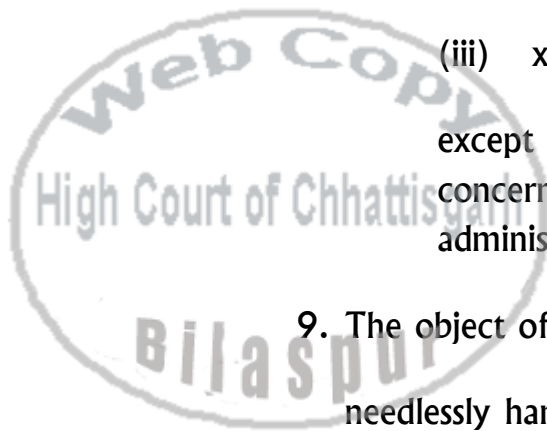 Web Copy
High Court of Chhattisgarh
Bilaspur
(iii) x
except
concern
adminis
9. The object of
needlessly har